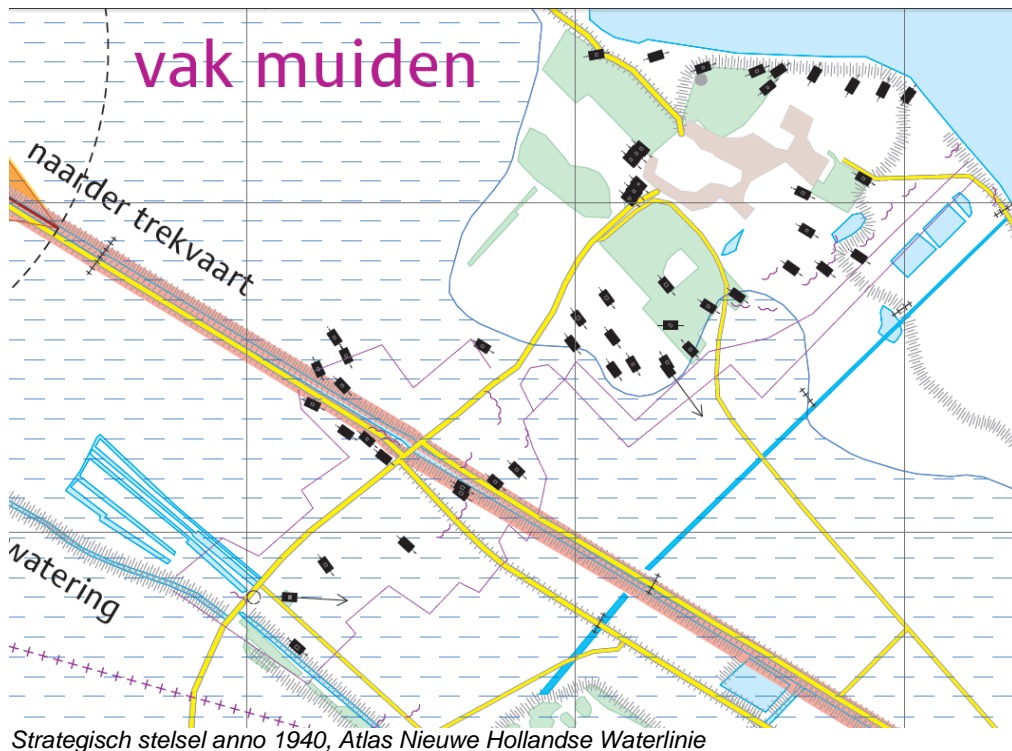 vak muiden
naarder trekvaart
watering
Strategisch stelsel anno 1940, Atlas Nieuwe Hollandse Waterlinie